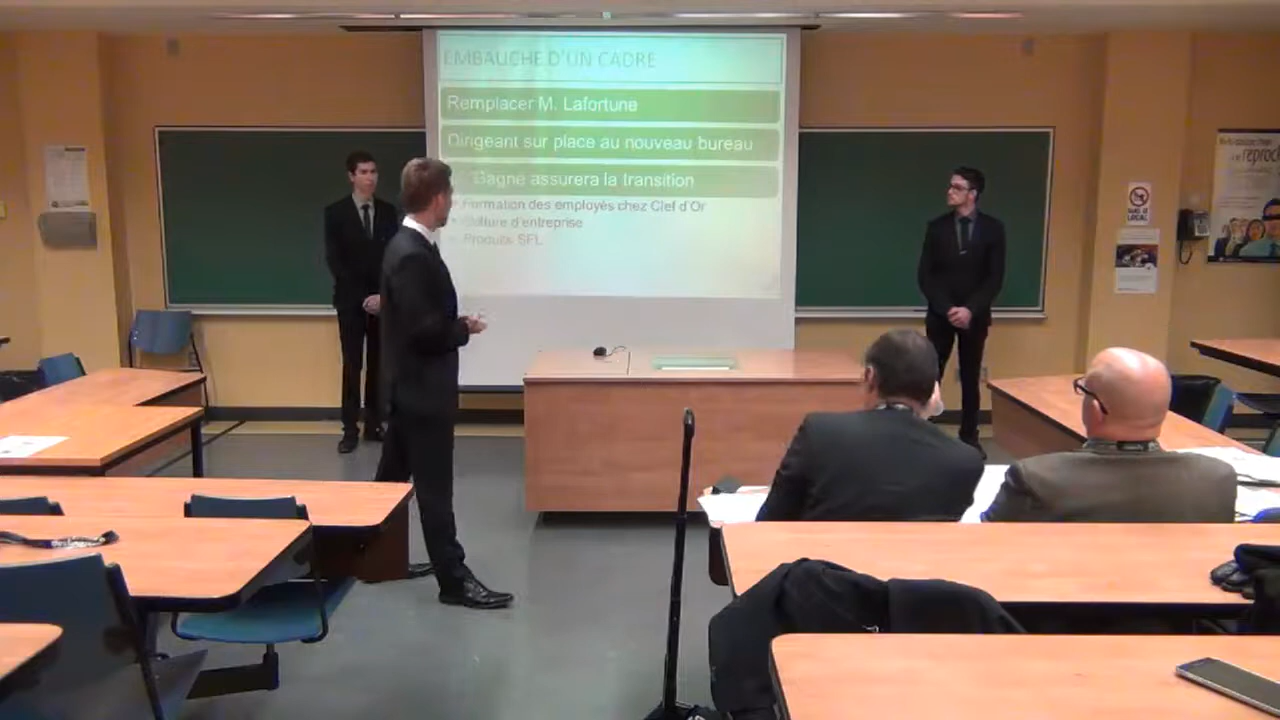 EMBAUCHE D'UN CADRE
Remplacer M. Lafortune
Dirigeant sur place au nouveau bureau
Gagne assurera la transition
• Formation des employés chez Clef d'Or
• Culture d'entreprise
• Produits SFL
reproch